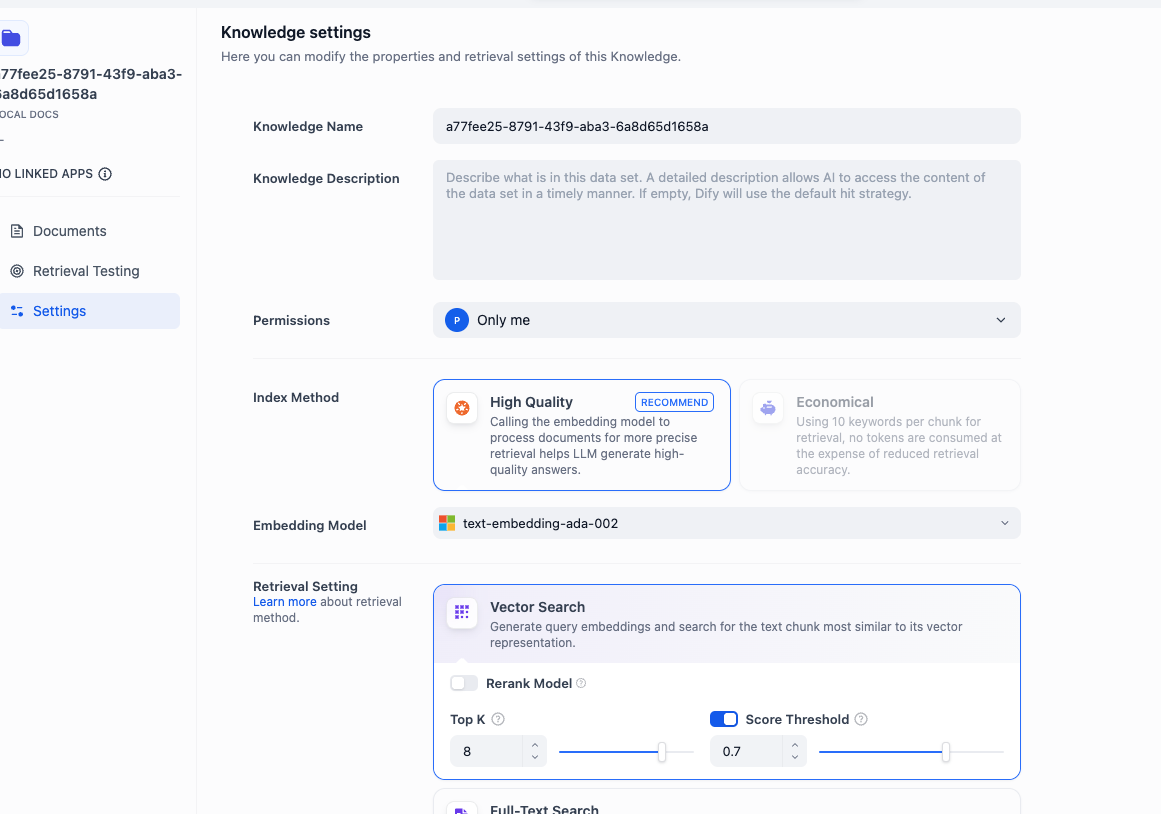 Knowledge settings
Here you can modify the properties and retrieval settings of this Knowledge.
77fee25-8791-43f9-aba3-
6a8d65d1658a
OCAL DOCS
NO LINKED APPS
Documents
Retrieval Testing
Settings
Knowledge Name
a77fee25-8791-43f9-aba3-6a8d65d1658a
Knowledge Description
Describe what is in this data set. A detailed description allows AI to access the content of
the data set in a timely manner. If empty, Dify will use the default hit strategy.
Permissions
P
Only me
Index Method
High Quality
RECOMMEND
Calling the embedding model to
process documents for more precise
retrieval helps LLM generate high-
quality answers.
Economical
Using 10 keywords per chunk for
retrieval, no tokens are consumed at
the expense of reduced retrieval
accuracy.
Embedding Model
text-embedding-ada-002
Retrieval Setting
Learn more about retrieval
method.
Vector Search
Generate query embeddings and search for the text chunk most similar to its vector
representation.
Rerank Model
Top K
8
Score Threshold
0.7
Full-Text Search